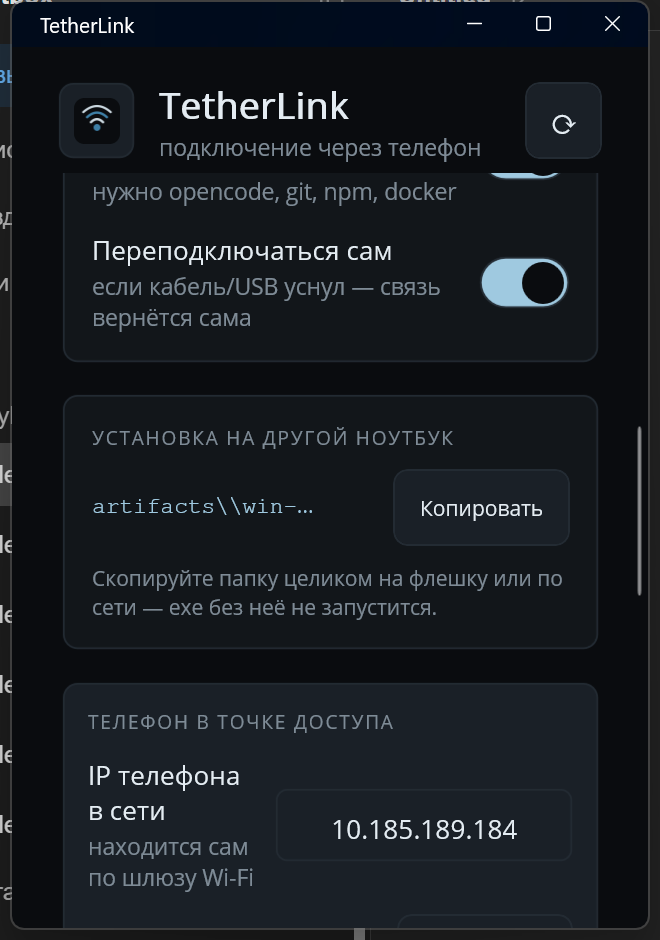 TetherLink
TetherLink
подключение через телефон
нужно opencode, git, npm, docker
Переподключаться сам
если кабель/USB уснул — связь
вернётся сама
УСТАНОВКА НА ДРУГОЙ НОУТБУК
artifacts\\win-…
Копировать
Скопируйте папку целиком на флешку или по
сети — exe без неё не запустится.
ТЕЛЕФОН В ТОЧКЕ ДОСТУПА
IP телефона
в сети
10.185.189.184
находится сам
по шлюзу Wi-Fi